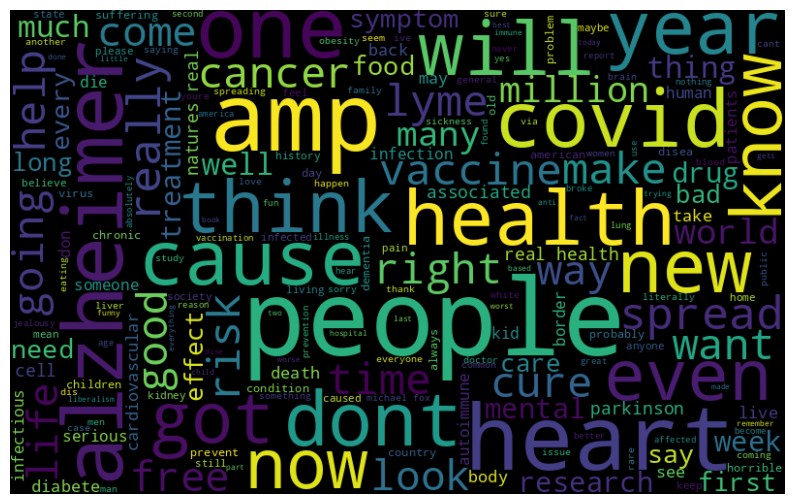 much
come
suffering
symptom
one
will
year
another
please
back
cancer
food
thing
help
every
die
really
amp
lyme
million
covid
know
long
treatment
natures real
many
human
well
infection
vaccine
make
drug
patients
going
alzheimer
think
health
associated
bad
take
world
believe
virus
history
chronic
someone
cause
right
real health
way
new
need
good
effect
risk
people
kid
border
spread
want
cell
life
got
dont
time
death
care
cure
even
children
cardiovascular
infectious
serious
diabete
free
now
look
prevent
still
condition
country
body
mental
autoimmune
heart
parkinson
live
week
say
see
first
research
horrible
state
spreading
sickness
obesity
problem
may
old
general
report
brain
nothing
maybe
sure
yes
never
today
immune
best
second
little
done
saying
america
youre
feel
family
found
via
american
women
disea
blood
gets
cant
day
happen
love
fun
book
broke
trying
anti
fact
lung
use
absolutely
vaccination
infected
illness
study
hear
dementia
pain
based
public
eating
literally
home
living
sorry
thank
white
worst
society
reason
two
prevention
hospital
last
everyone
always
doctor
probably
anyone
great
made
common
liver
funny
jealousy
mean
age
everything
kidney
child
worse
something
caused
michael fox
dis
men
man
case
liberalism
part
better
issue
rare
affected
become
remember
coming
keep
seem
ive
don